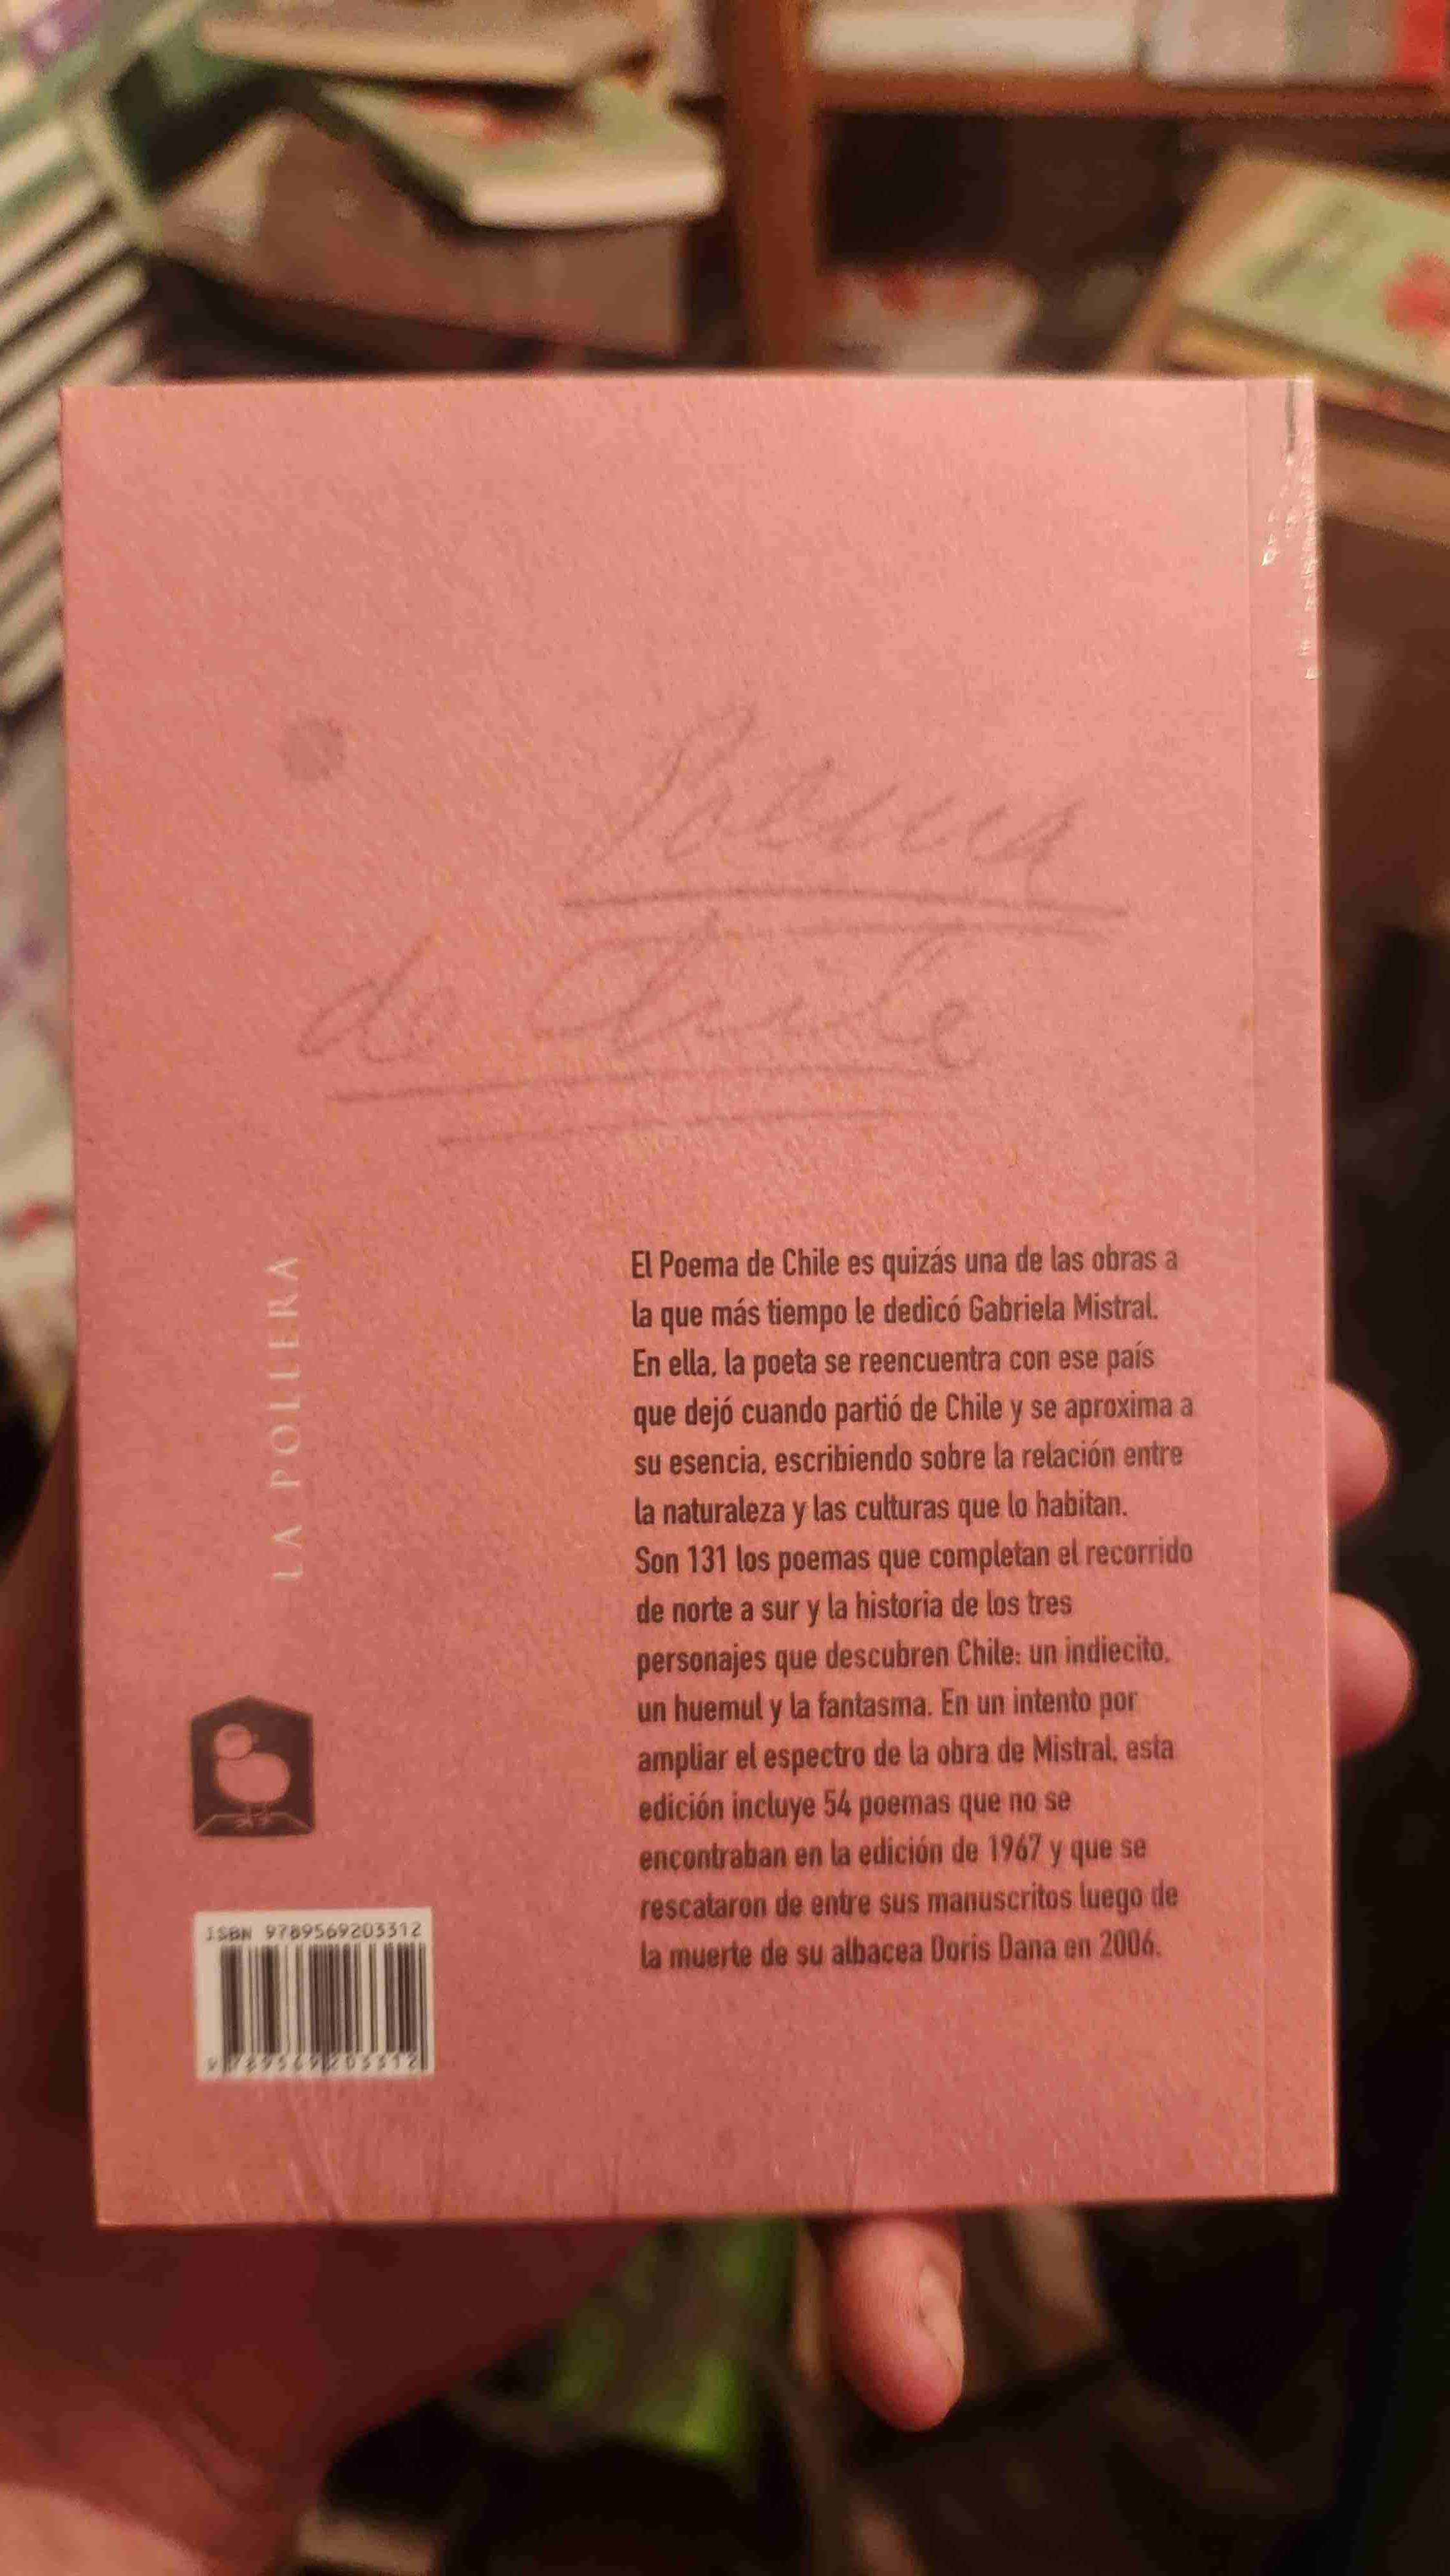 Poema
de Chile
El Poema de Chile es quizás una de las obras a
la que más tiempo le dedicó Gabriela Mistral.
En ella, la poeta se reencuentra con ese país
que dejó cuando partió de Chile y se aproxima a
su esencia, escribiendo sobre la relación entre
la naturaleza y las culturas que lo habitan.
Son 131 los poemas que completan el recorrido
de norte a sur y la historia de los tres
personajes que descubren Chile: un indiecito,
un huemul y la fantasma. En un intento por
ampliar el espectro de la obra de Mistral, esta
edición incluye 54 poemas que no se
encontraban en la edición de 1967 y que se
rescataron de entre sus manuscritos luego de
la muerte de su albacea Doris Dana en 2006.
LA POLLERA
ISBN 9789569203312
9789569203312